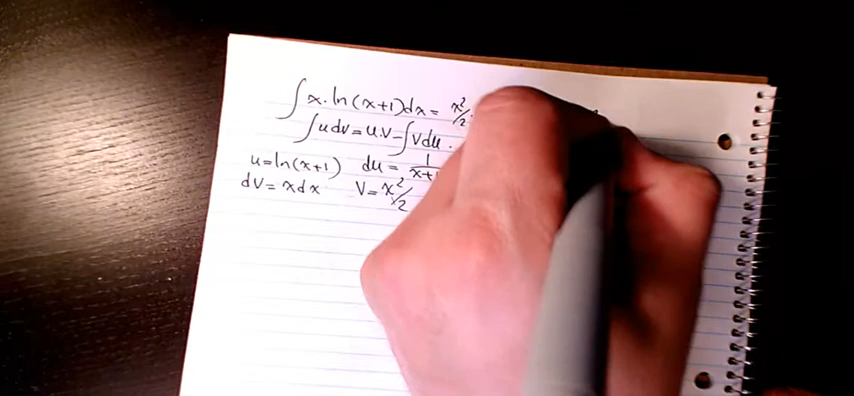 ∫ x. ln(x+1)dx = x²/2
∫udv = u.v - ∫vdu.
u=ln(x+1) du = 1/x+1
dv = xdx v = x²/2